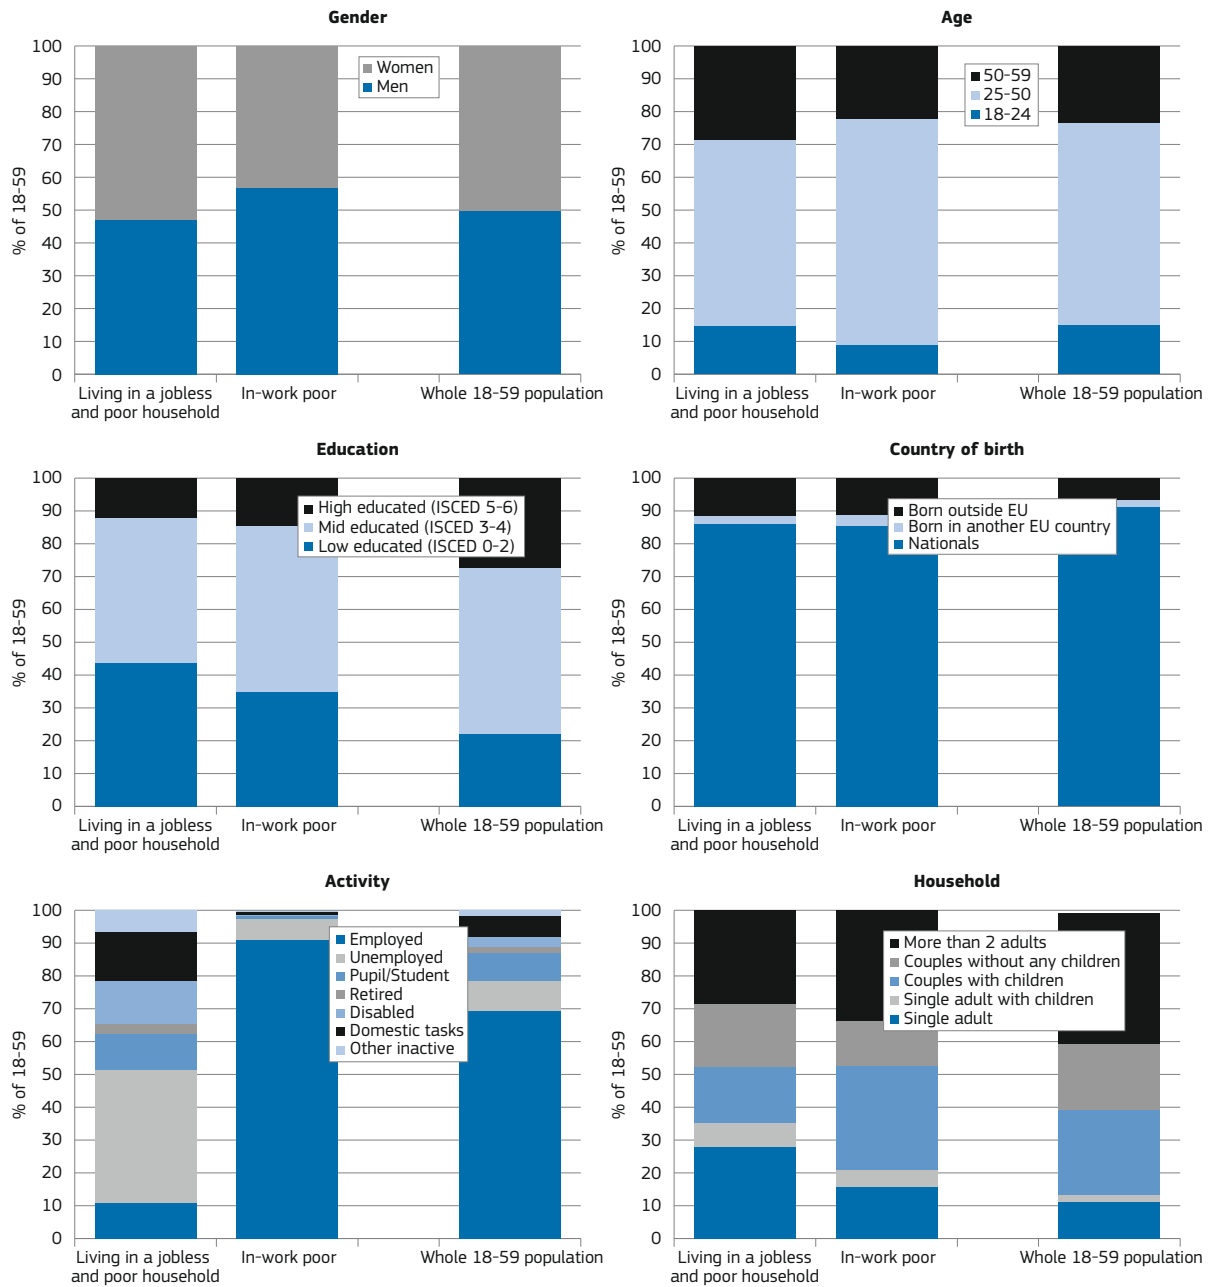 Gender
100
90
80
70
60
50
40
30
20
10
0
% of 18-59
Women
Men
Living in a jobless
and poor household
In-work poor
Whole 18-59 population
Age
100
90
80
70
60
50
40
30
20
10
0
% of 18-59
50-59
25-50
18-24
Living in a jobless
and poor household
In-work poor
Whole 18-59 population
Education
100
90
80
70
60
50
40
30
20
10
0
% of 18-59
High educated (ISCED 5-6)
Mid educated (ISCED 3-4)
Low educated (ISCED 0-2)
Living in a jobless
and poor household
In-work poor
Whole 18-59 population
Country of birth
100
90
80
70
60
50
40
30
20
10
0
% of 18-59
Born outside EU
Born in another EU country
Nationals
Living in a jobless
and poor household
In-work poor
Whole 18-59 population
Activity
100
90
80
70
60
50
40
30
20
10
0
% of 18-59
Employed
Unemployed
Pupil/Student
Retired
Disabled
Domestic tasks
Other inactive
Living in a jobless
and poor household
In-work poor
Whole 18-59 population
Household
100
90
80
70
60
50
40
30
20
10
0
% of 18-59
More than 2 adults
Couples without any children
Couples with children
Single adult with children
Single adult
Living in a jobless
and poor household
In-work poor
Whole 18-59 population